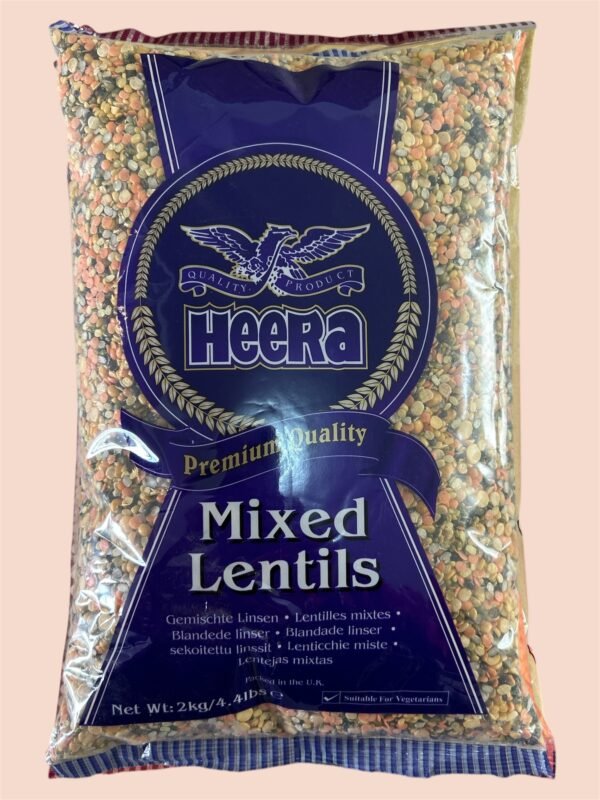 QUALITY PRODUCT
HEERA
Premium Quality
Mixed
Lentils
Gemischte Linsen • Lentilles mixtes •
Blandede linser • Blandade linser •
sekoitettu linssit • Lenticchie miste •
Lentejas mixtas
Packed in the U.K.
Net Wt: 2kg/4.4lbs e
Suitable For Vegetarians